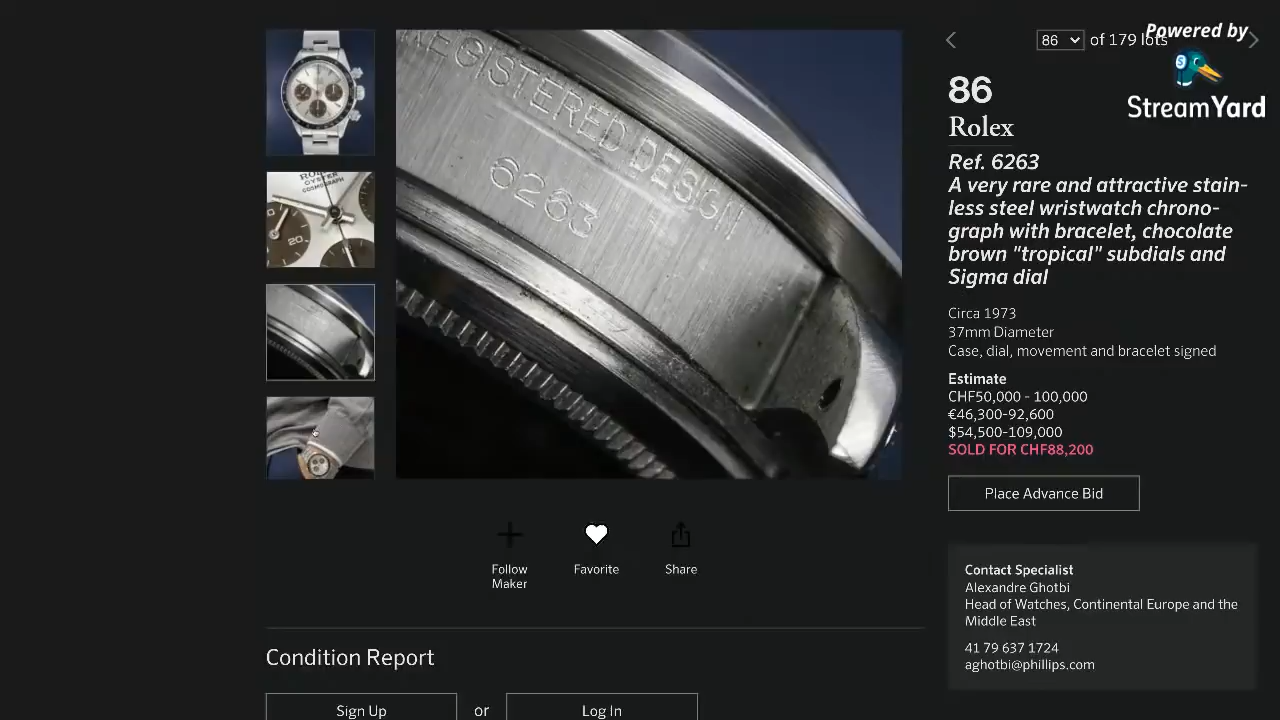 86 of 179 lots
Powered by
StreamYard
86
Rolex
Ref. 6263
A very rare and attractive stain-
less steel wristwatch chrono-
graph with bracelet, chocolate
brown "tropical" subdials and
Sigma dial
Circa 1973
37mm Diameter
Case, dial, movement and bracelet signed
Estimate
CHF50,000 - 100,000
€46,300-92,600
$54,500-109,000
SOLD FOR CHF88,200
Place Advance Bid
Contact Specialist
Alexandre Ghotbi
Head of Watches, Continental Europe and the
Middle East
41 79 637 1724
aghotbi@phillips.com
REGISTERED DESIGN
6263
OYSTER
COSMOGRAPH
20
Follow
Maker
Favorite
Share
Condition Report
Sign Up or Log In